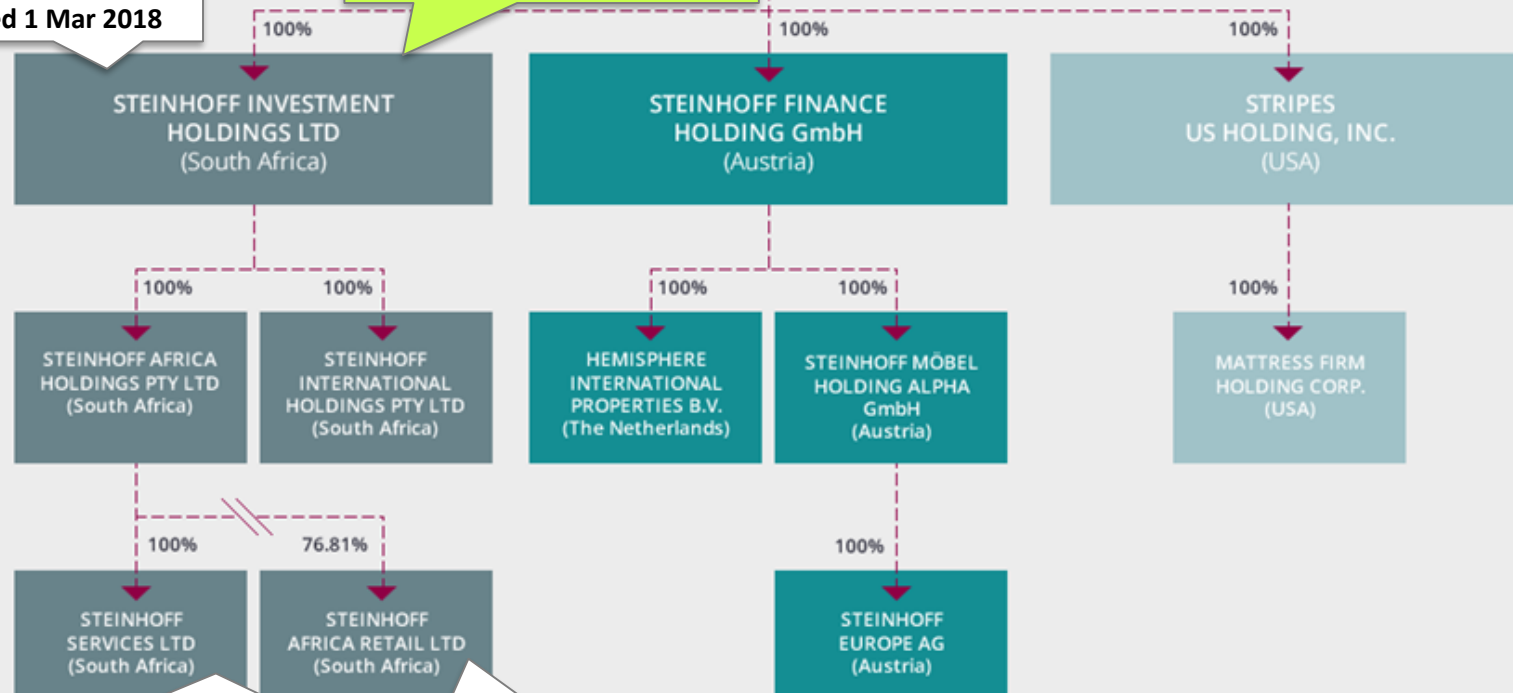 1 Mar 2018
100%
100%
100%
STEINHOFF INVESTMENT
HOLDINGS LTD
(South Africa)
STEINHOFF FINANCE
HOLDING GmbH
(Austria)
STRIPES
US HOLDING, INC.
(USA)
100%
100%
100%
100%
100%
STEINHOFF AFRICA
HOLDINGS PTY LTD
(South Africa)
STEINHOFF
INTERNATIONAL
HOLDINGS PTY LTD
(South Africa)
HEMISPHERE
INTERNATIONAL
PROPERTIES B.V.
(The Netherlands)
STEINHOFF MÖBEL
HOLDING ALPHA
GmbH
(Austria)
MATTRESS FIRM
HOLDING CORP.
(USA)
100%
76.81%
100%
STEINHOFF
SERVICES LTD
(South Africa)
STEINHOFF
AFRICA RETAIL LTD
(South Africa)
STEINHOFF
EUROPE AG
(Austria)